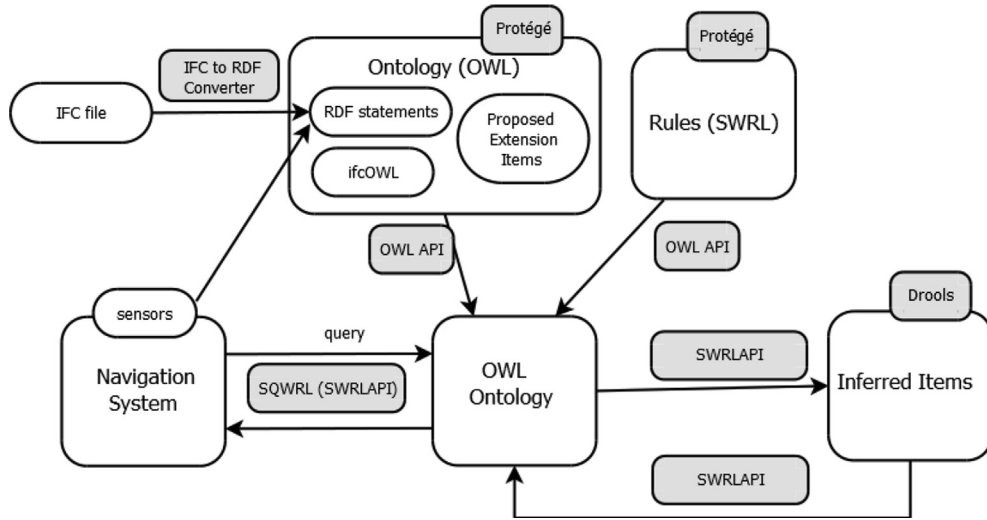 Protégé
Protégé
IFC to RDF
Converter
Ontology (OWL)
IFC file
RDF statements
Proposed
Extension
Items
ifcOWL
Rules (SWRL)
OWL API
OWL API
sensors
query
Drools
Navigation
System
SQWRL (SWRLAPI)
OWL
Ontology
SWRLAPI
Inferred Items
SWRLAPI